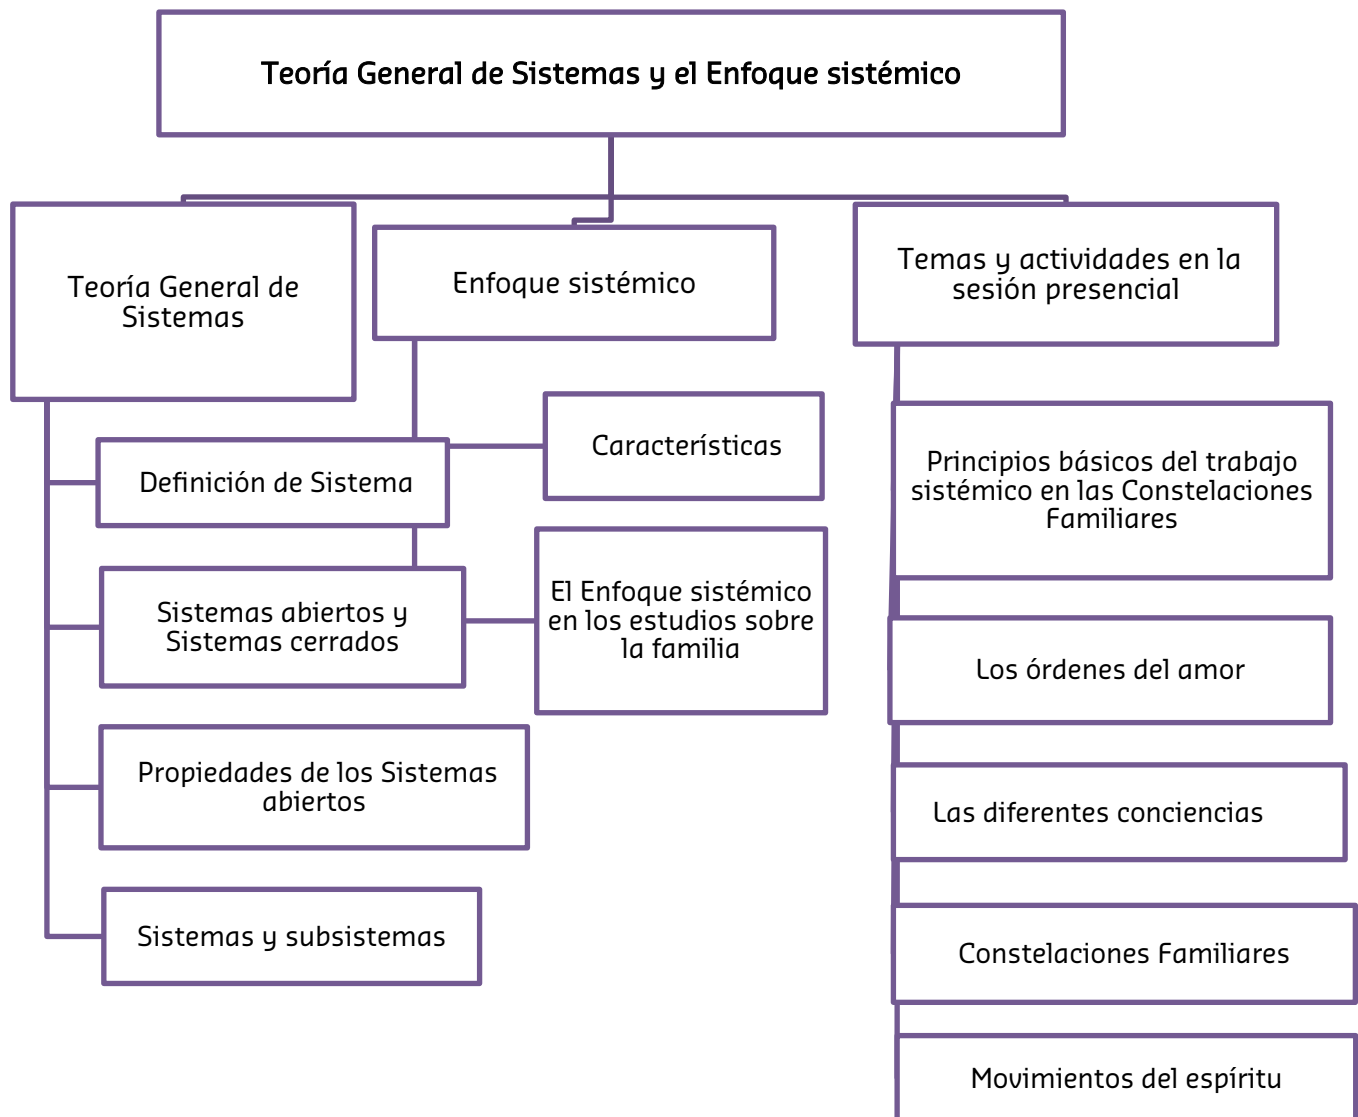 Teoría General de Sistemas y el Enfoque sistémico
Teoría General de
Sistemas
Definición de Sistema
Sistemas abiertos y
Sistemas cerrados
Propiedades de los Sistemas
abiertos
Sistemas y subsistemas
Enfoque sistémico
Características
El Enfoque sistémico
en los estudios sobre
la familia
Temas y actividades en la
sesión presencial
Principios básicos del trabajo
sistémico en las Constelaciones
Familiares
Los órdenes del amor
Las diferentes conciencias
Constelaciones Familiares
Movimientos del espíritu